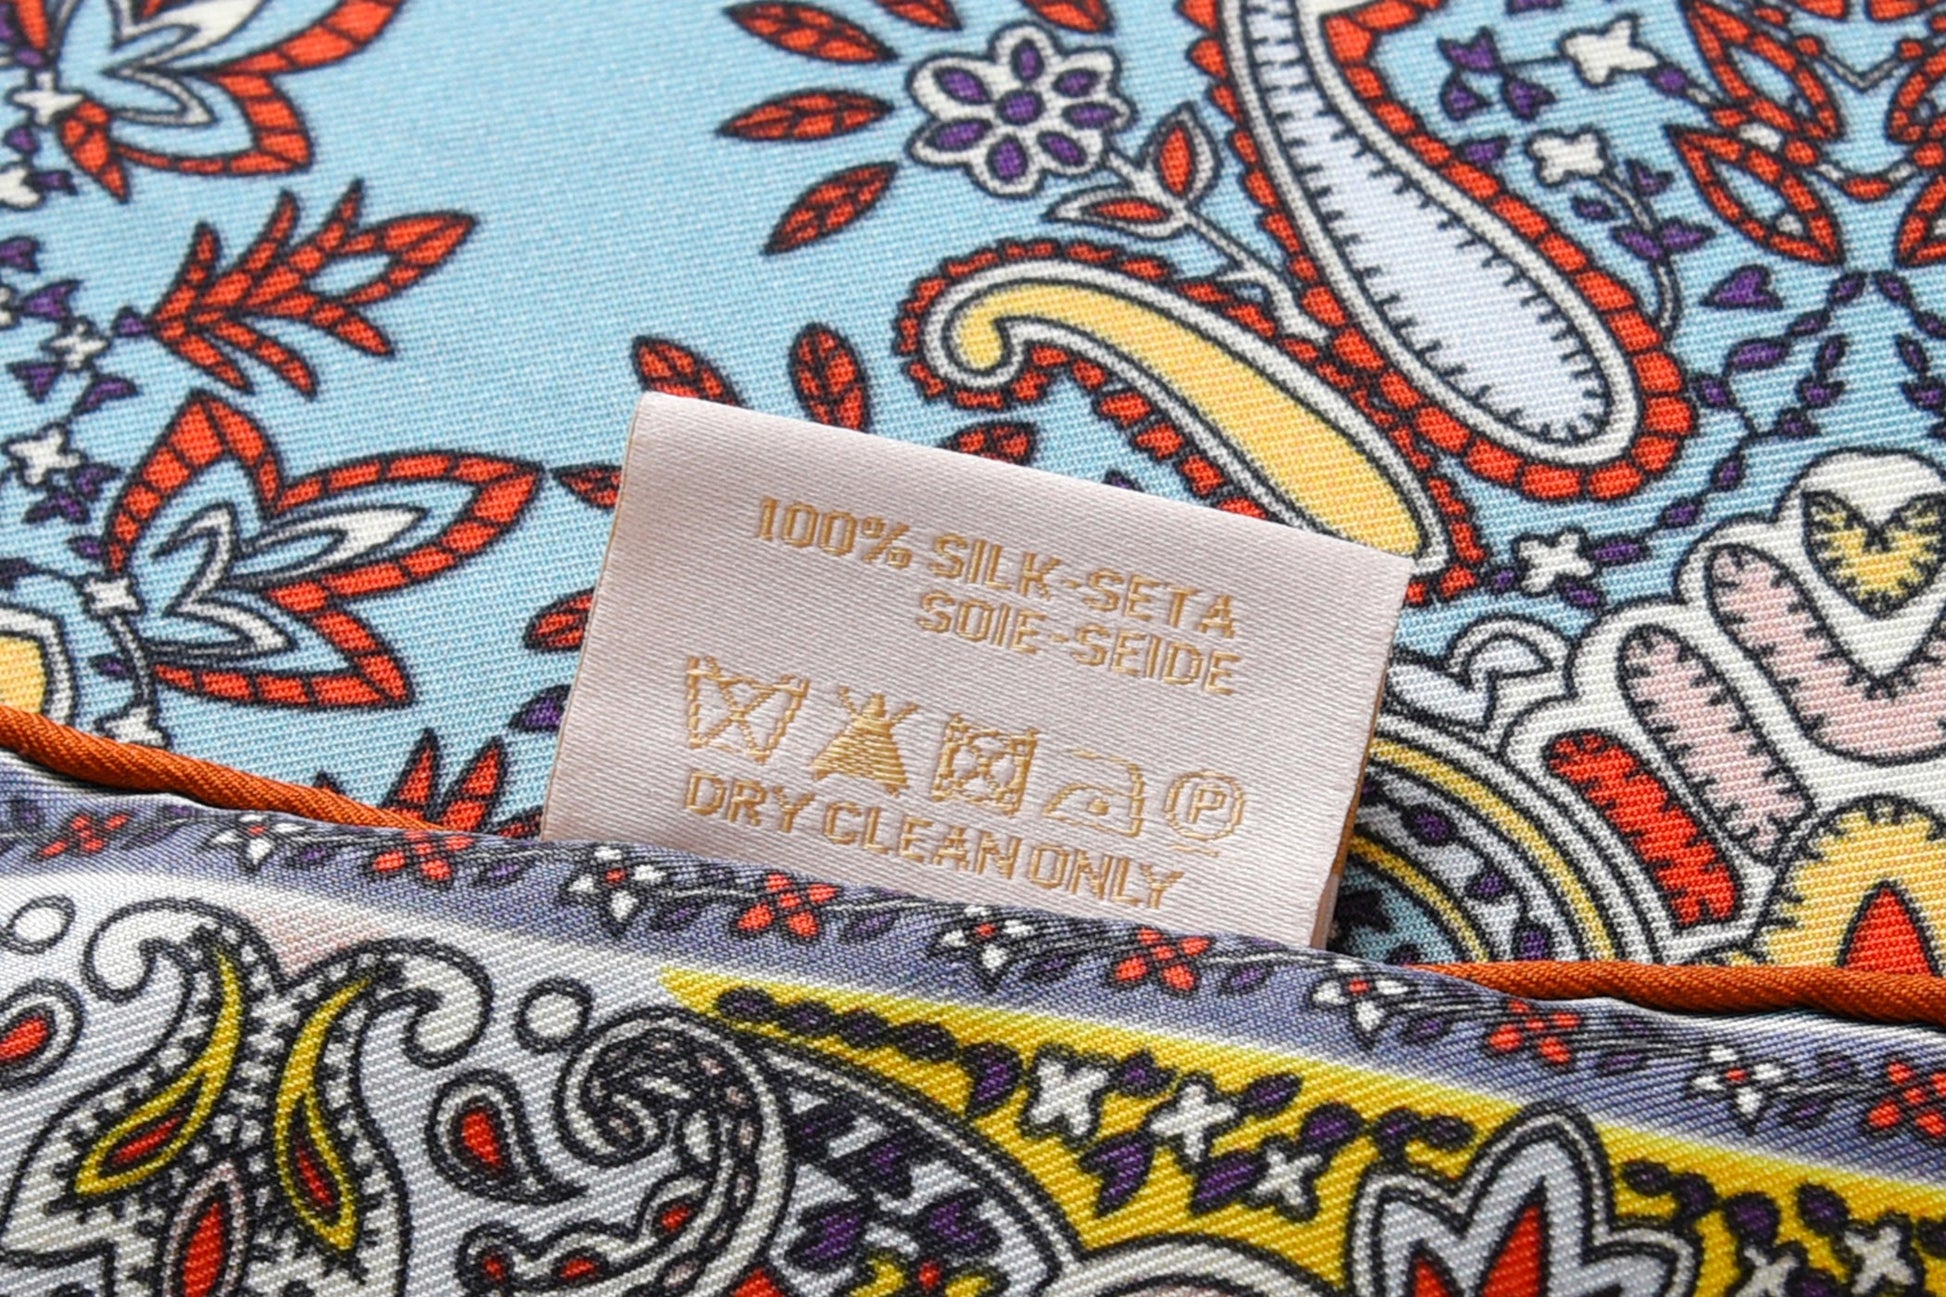 100% SILK-SETA
SOIE-SEIDE
P
DRY CLEAN ONLY